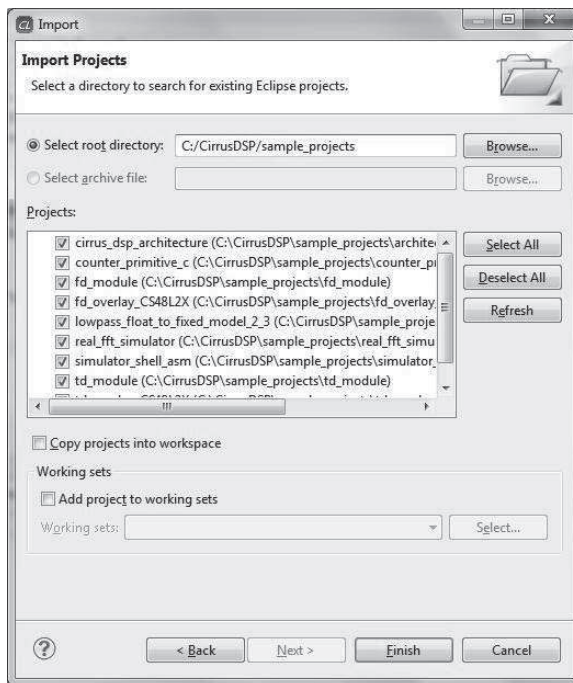 Import
Import Projects
Select a directory to search for existing Eclipse projects.
Select root directory: C:/CirrusDSP/sample_projects Browse...
Select archive file: Browse...
Projects:
cirrus_dsp_architecture (C:\CirrusDSP\sample_projects\archite
counter_primitive_c (C:\CirrusDSP\sample_projects\counter_pr
fd_module (C:\CirrusDSP\sample_projects\fd_module)
fd_overlay_CS48L2X (C:\CirrusDSP\sample_projects\fd_overlay_
lowpass_float_to_fixed_model_2_3 (C:\CirrusDSP\sample_proje
real_fft_simulator (C:\CirrusDSP\sample_projects\real_fft_simu
simulator_shell_asm (C:\CirrusDSP\sample_projects\simulator_
td_module (C:\CirrusDSP\sample_projects\td_module)
Select All
Deselect All
Refresh
Copy projects into workspace
Working sets
Add project to working sets
Working sets: Select...
< Back Next > Finish Cancel